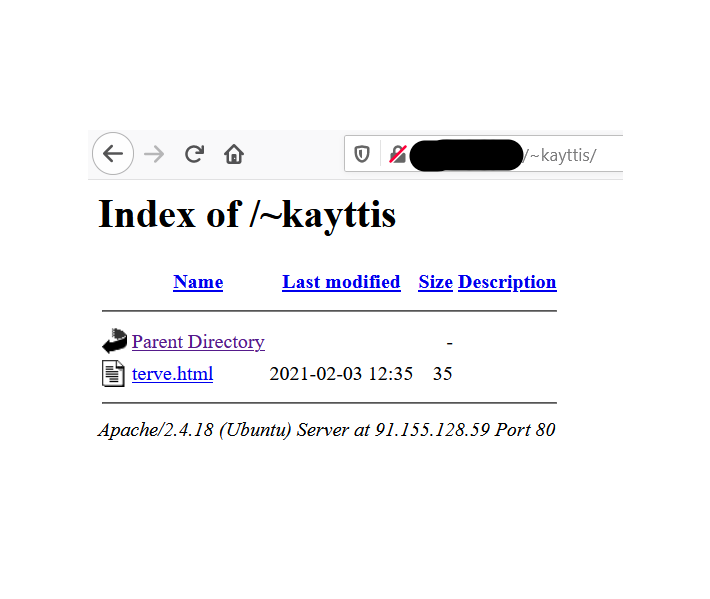 /~kayttis/
Index of /~kayttis
Name Last modified Size Description
Parent Directory -
terve.html 2021-02-03 12:35 35
Apache/2.4.18 (Ubuntu) Server at 91.155.128.59 Port 80